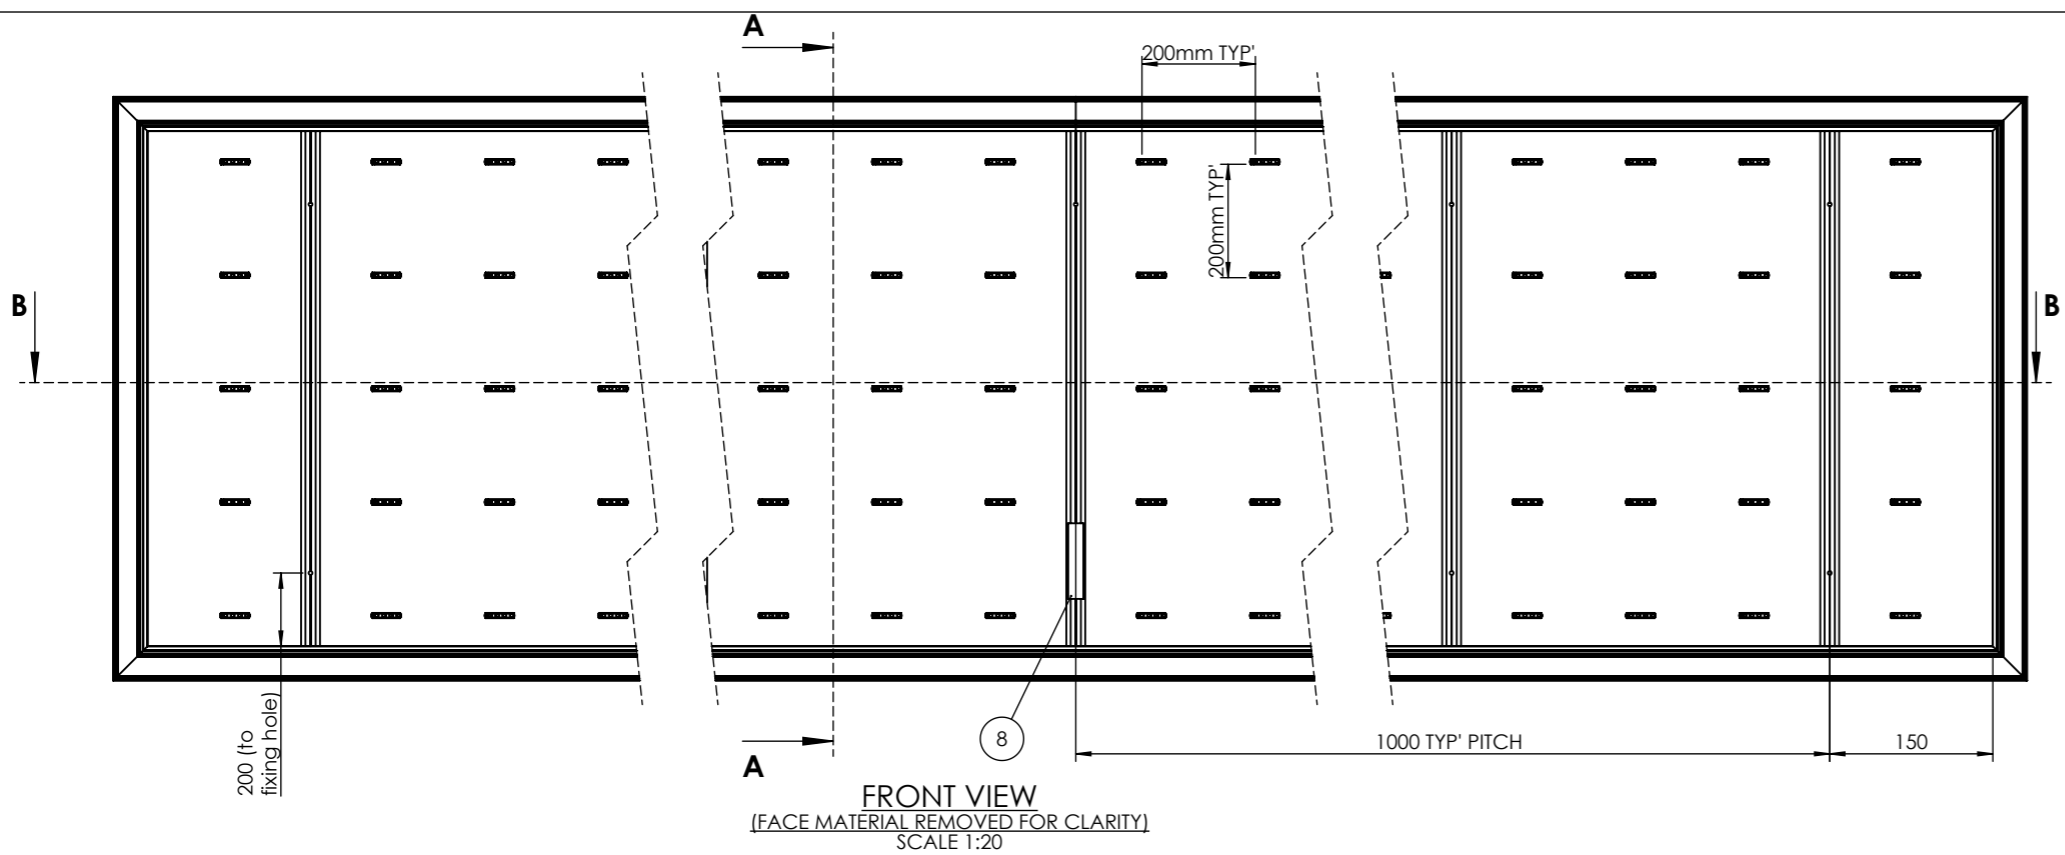 A
200mm TYP'
200mm TYP'
B
B
200 (to
fixing hole)
8
1000 TYP' PITCH
150
A
FRONT VIEW
(FACE MATERIAL REMOVED FOR CLARITY)
SCALE 1:20